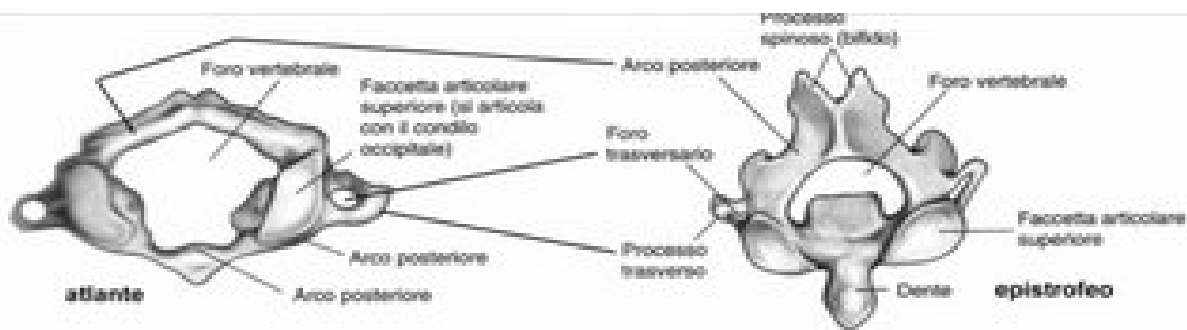 Processo
spinoso (bifido)
Arco posteriore
Foro vertebrale
Foro vertebrale
Faccetta articolare
superiore (si articola
con il condilo
occipitale)
Foro
trasversario
Faccetta articolare
superiore
Arco posteriore
Processo
trasverso
atlante
Arco posteriore
Dente
epistrofeo